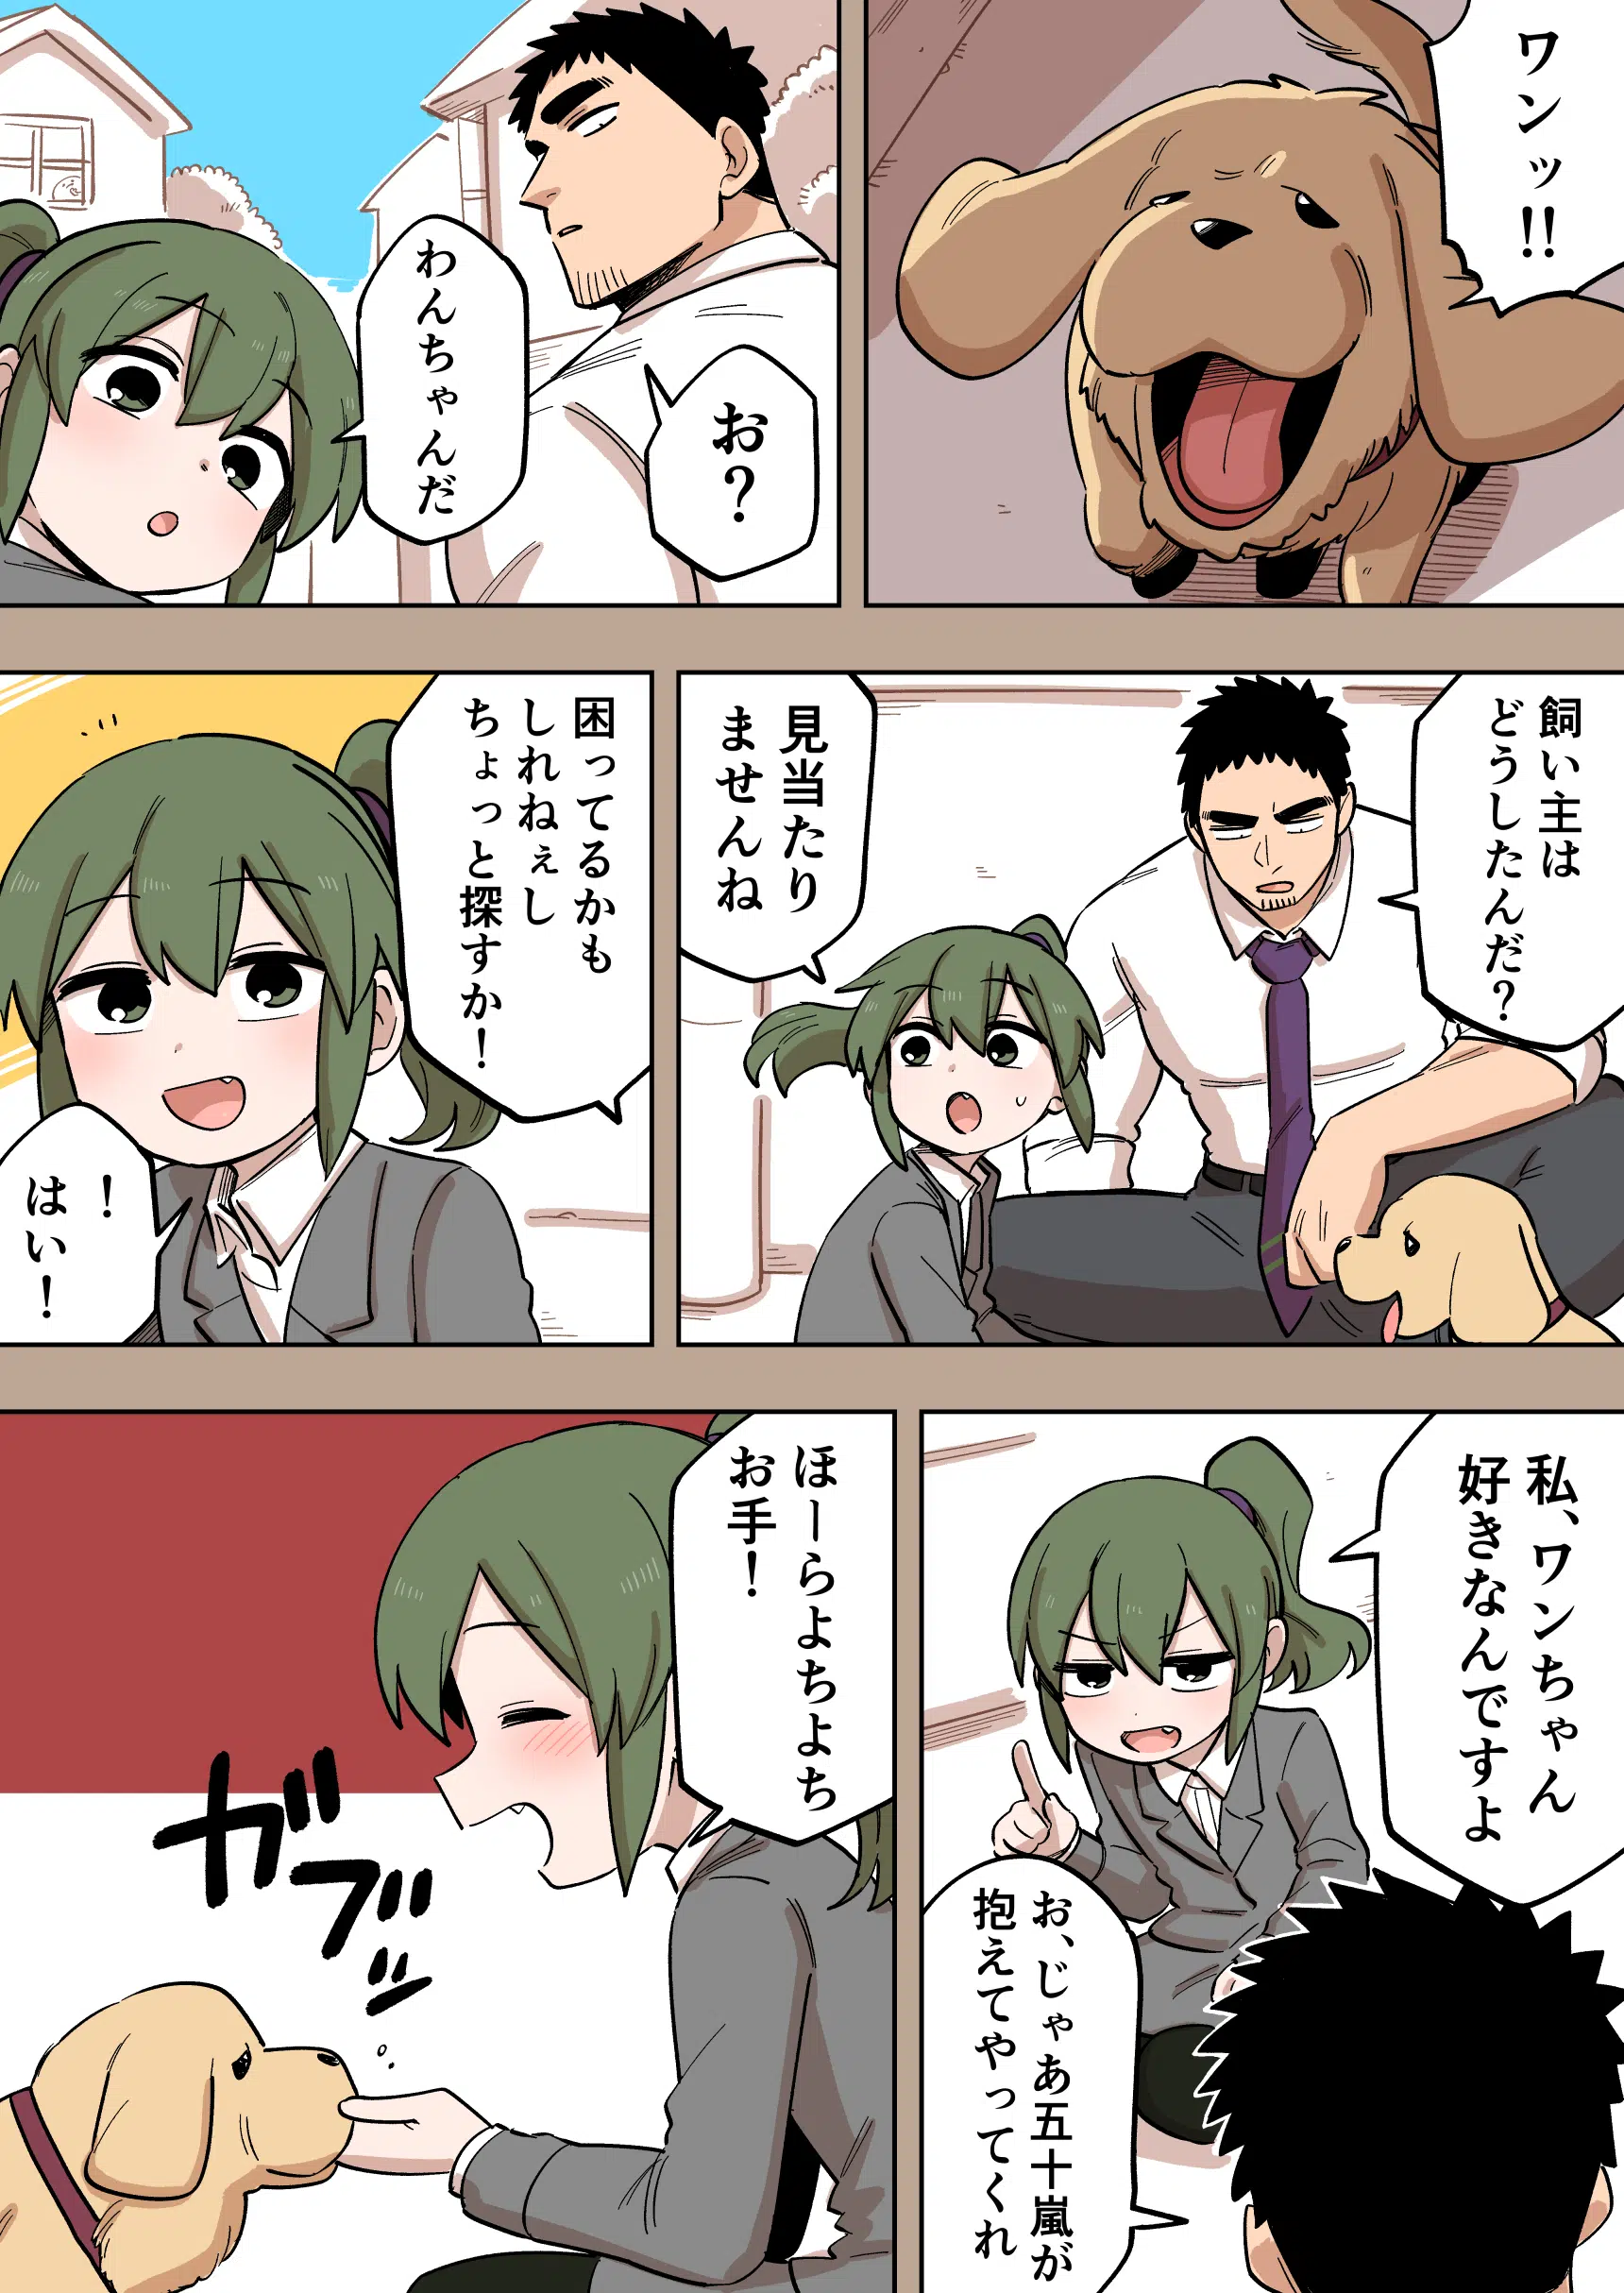 ワンッ!!
お？
わんちゃんだ
飼い主は
どうしたんだ？
見当たり
ませんね
困ってるかも
しれねぇし
ちょっと探すか！
！
はい！
私、ワンちゃん
好きなんですよ
お、じゃあ五十嵐が
抱えてやってくれ
ほーらよちよち
お手！
ガブッ